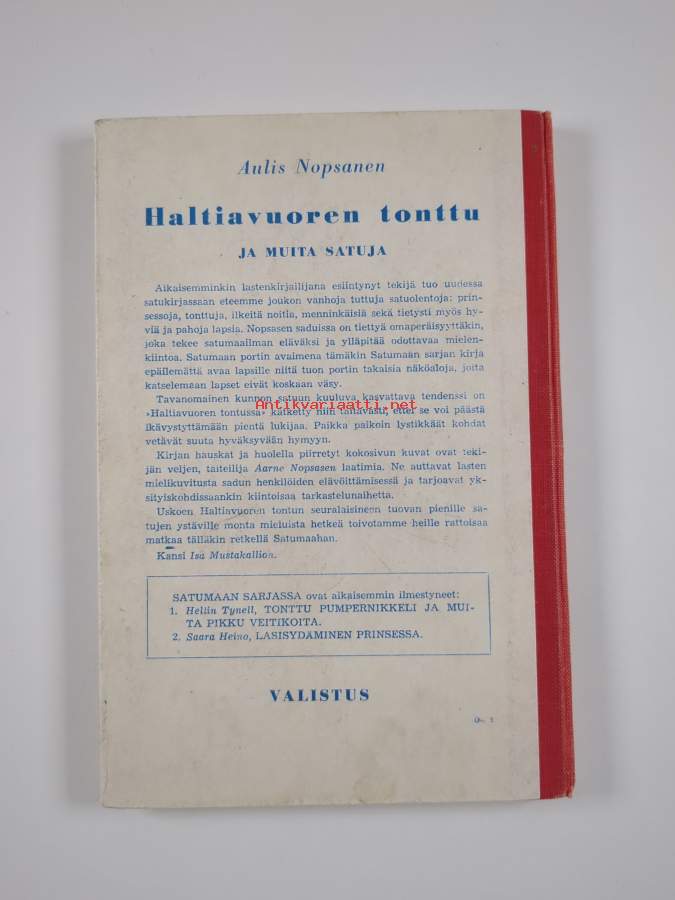 Aulis Nopsanen
Haltiavuoren tonttu
JA MUITA SATUJA
Aikaisemminkin lastenkirjailijana esiintynyt tekijä tuo uudessa
satukirjassaan eteemme joukon vanhoja tuttuja satuolentoja: prin-
sessoja, tonttuja, ilkeitä noitia, menninkäisiä sekä tietysti myös hy-
viä ja pahoja lapsia. Nopsasen saduissa on tiettyä omaperäisyyttäkin,
joka tekee satumaailman eläväksi ja ylläpitää odottavaa mielen-
kiintoa. Satumaan portin avaimena tämäkin Satumaan sarjan kirja
epäilemättä avaa lapsille niitä tuon portin takaisia näköaloja, joita
katselemaan lapset eivät koskaan väsy.
Tavanomainen kunnon satuun kuuluva kasvattava tendenssi on
»Haltiavuoren tontussa» kätketty niin taitavasti, ettei se voi päästä
ikävystyttämään pientä lukijaa. Paikka paikoin lystikkäät kohdat
vetävät suuta hyväksyvään hymyyn.
Antikvariaatti.net
Kirjan hauskat ja huolella piirretyt kokosivun kuvat ovat teki-
jän veljen, taiteilija Aarne Nopsasen laatimia. Ne auttavat lasten
mielikuvitusta sadun henkilöiden elävöittämisessä ja tarjoavat yk-
sityiskohdissaankin kiintoisaa tarkastelunaihetta.
Uskoen Haltiavuoren tontun seuralaisineen tuovan pienille sa-
tujen ystäville monta mieluista hetkeä toivotamme heille rattoisaa
matkaa tälläkin retkellä Satumaahan.
Kansi Isa Mustakallion.
SATUMAAN SARJASSA ovat aikaisemmin ilmestyneet:
1. Heliin Tynell, TONTTU PUMPERNIKKELI JA MUI-
TA PIKKU VEITIKOITA.
2. Saara Heino, LASISYDÄMINEN PRINSESSA.
VALISTUS